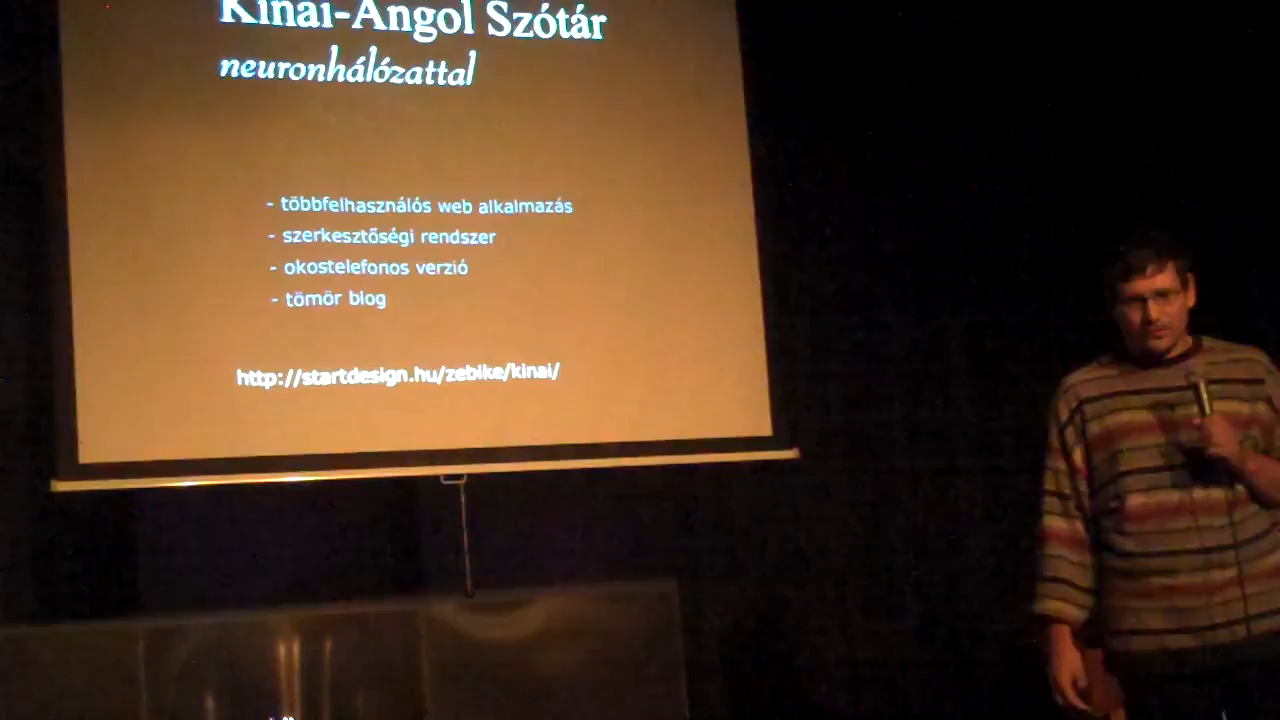 Kínai-Angol Szótár
neuronhálózattal
- többfelhasználós web alkalmazás
- szerkesztőségi rendszer
- okostelefonos verzió
- tömör blog
http://startdesign.hu/zebike/kinai/